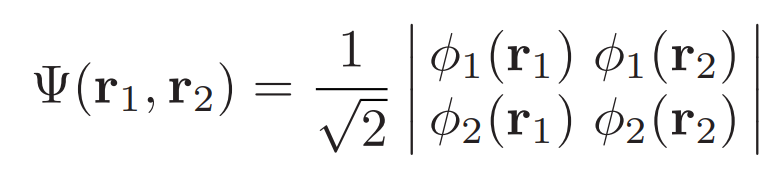 Ψ(r₁, r₂) = 1/√2 | ϕ₁(r₁) ϕ₁(r₂) |
| ϕ₂(r₁) ϕ₂(r₂) |